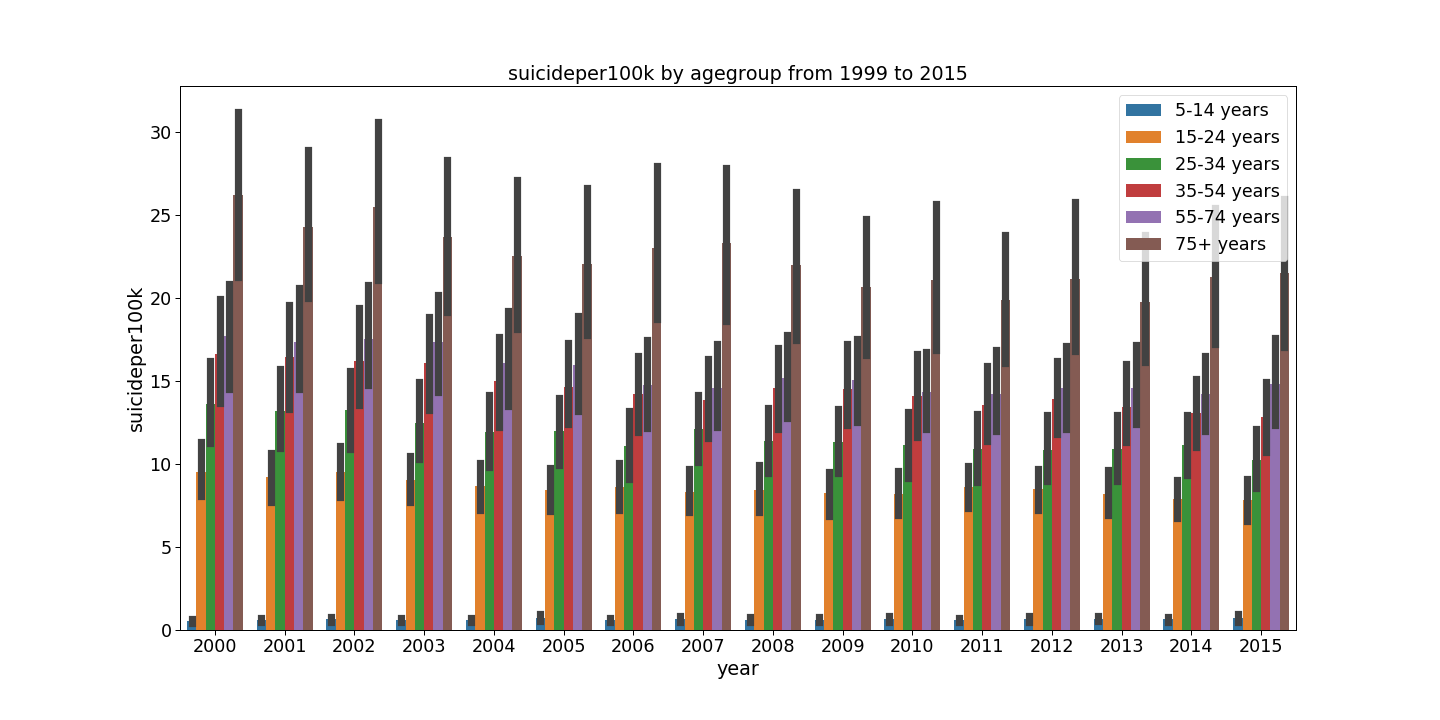 suicideper100k by agegroup from 1999 to 2015
5-14 years
15-24 years
25-34 years
35-54 years
55-74 years
75+ years
30
25
20
15
10
5
0
suicideper100k
2000 2001 2002 2003 2004 2005 2006 2007 2008 2009 2010 2011 2012 2013 2014 2015
year